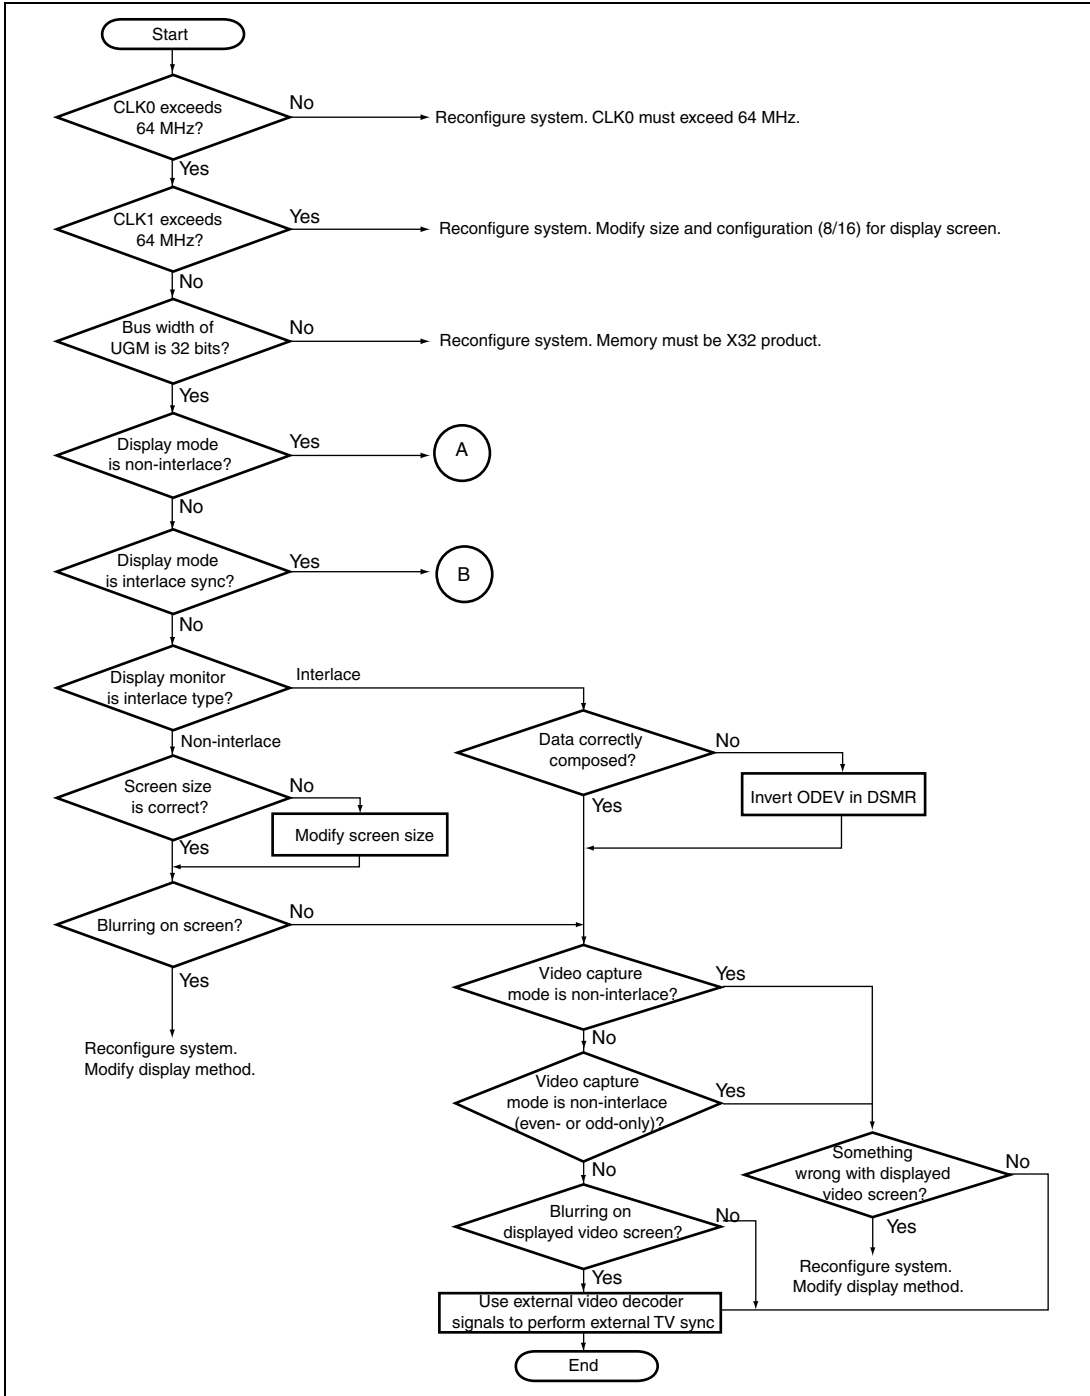 Start
CLK0 exceeds
64 MHz?
No
Reconfigure system. CLK0 must exceed 64 MHz.
Yes
CLK1 exceeds
64 MHz?
Yes
Reconfigure system. Modify size and configuration (8/16) for display screen.
No
Bus width of
UGM is 32 bits?
No
Reconfigure system. Memory must be X32 product.
Yes
Display mode
is non-interlace?
Yes
A
No
Display mode
is interlace sync?
Yes
B
No
Display monitor
is interlace type?
Interlace
Non-interlace
Data correctly
composed?
No
Invert ODEV in DSMR
Yes
Screen size
is correct?
No
Modify screen size
Yes
Blurring on screen?
No
Yes
Reconfigure system.
Modify display method.
Video capture
mode is non-interlace?
Yes
No
Video capture
mode is non-interlace
(even- or odd-only)?
Yes
No
Something
wrong with displayed
video screen?
No
Yes
Reconfigure system.
Modify display method.
Blurring on
displayed video screen?
No
Yes
Use external video decoder
signals to perform external TV sync
End